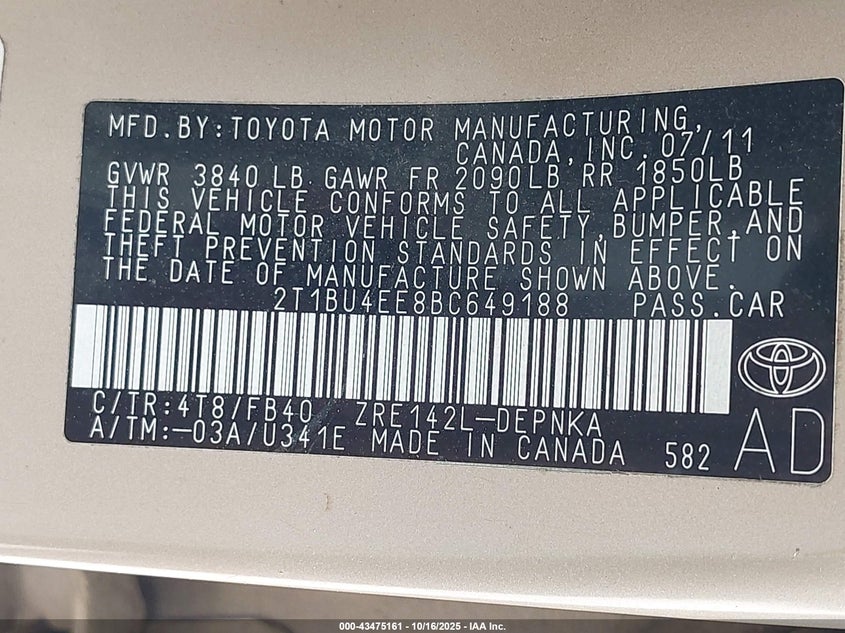 MFD.BY:TOYOTA MOTOR MANUFACTURING,
CANADA,INC.07/11
GVWR 3840LB GAWR FR 2090LB RR 1850LB
THIS VEHICLE CONFORMS TO ALL APPLICABLE
FEDERAL MOTOR VEHICLE SAFETY,BUMPER,AND
THEFT PREVENTION STANDARDS IN EFFECT ON
THE DATE OF MANUFACTURE SHOWN ABOVE.
2T1BU4EE8BC649188 PASS.CAR
C/TR:4T8/FB40 ZRE142L-DEPNKA
A/TM:-03A/U341E MADE IN CANADA 582 AD
000-43475161 - 10/16/2025 - IAA Inc.